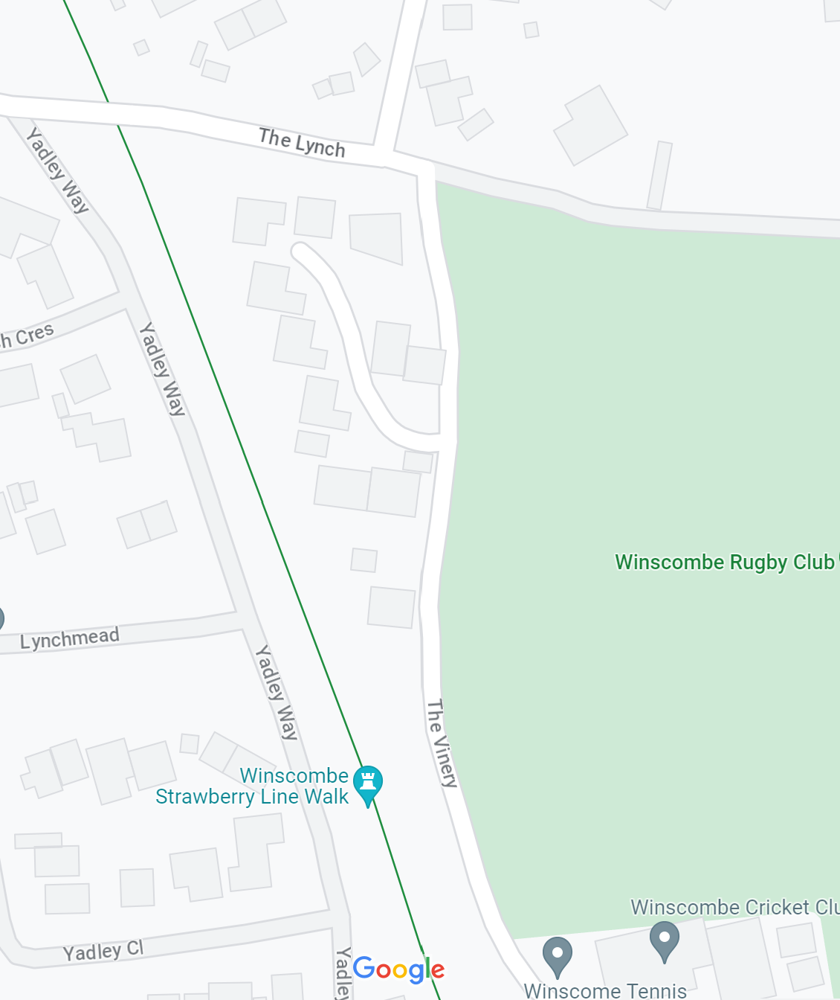 The Lynch
Yadley Way
h Cres
Yadley Way
Winscombe Rugby Club
Lynchmead
Yadley Way
The Vinery
Winscombe
Strawberry Line Walk
Winscombe Cricket Clu
Yadley Cl
Yadley
Google
Winscome Tennis